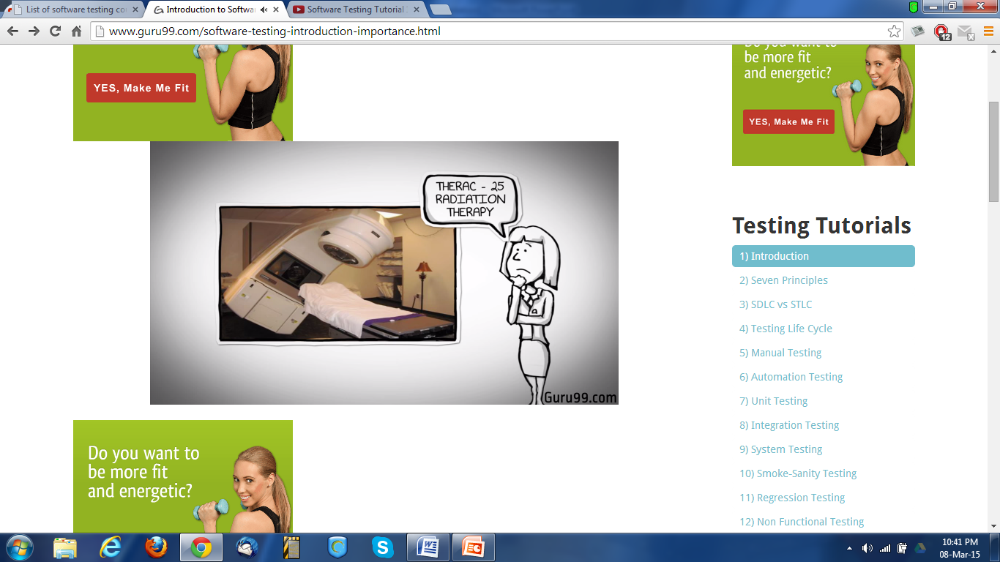 List of software testing co
Introduction to Softwa
Software Testing Tutorial
www.guru99.com/software-testing-introduction-importance.html
12
YES, Make Me Fit
Do you want to
be more fit
and energetic?
YES, Make Me Fit
THERAC - 25
RADIATION
THERAPY
Guru99.com
Testing Tutorials
1) Introduction
2) Seven Principles
3) SDLC vs STLC
4) Testing Life Cycle
5) Manual Testing
6) Automation Testing
7) Unit Testing
8) Integration Testing
9) System Testing
10) Smoke-Sanity Testing
11) Regression Testing
12) Non Functional Testing
Do you want to
be more fit
and energetic?
10:41 PM
08-Mar-15